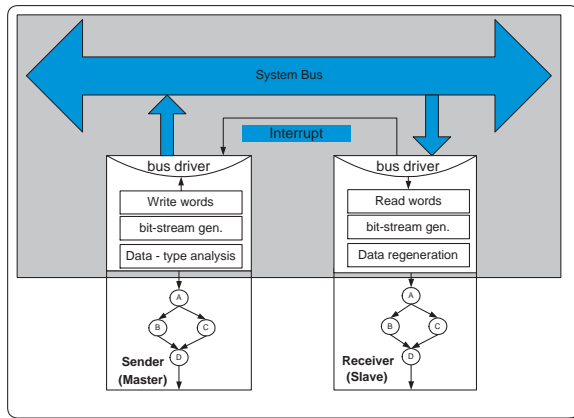 System Bus
Interrupt
bus driver
Write words
bit-stream gen.
Data - type analysis
A
B
C
D
Sender
(Master)
bus driver
Read words
bit-stream gen.
Data regeneration
A
B
C
D
Receiver
(Slave)